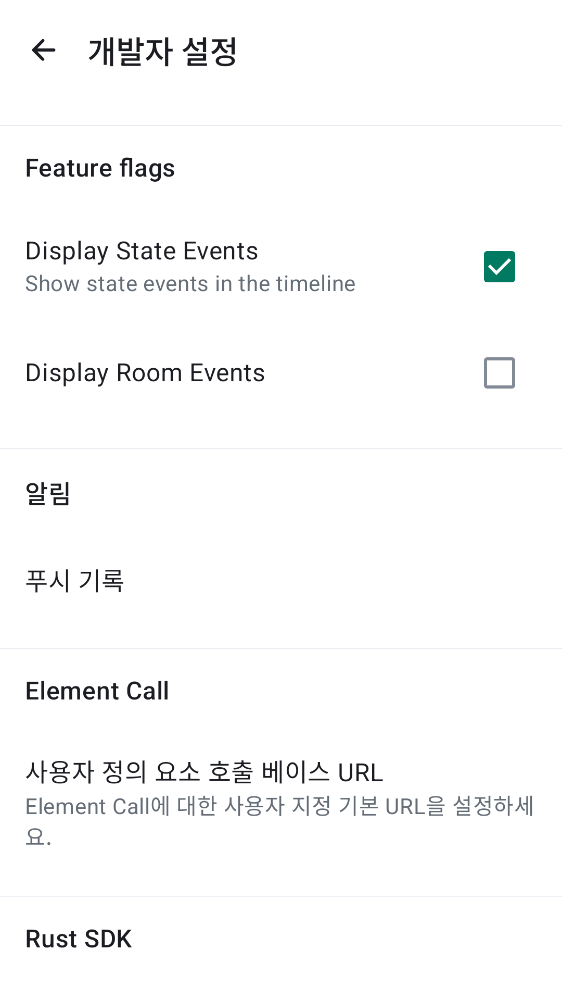 개발자 설정
Feature flags
Display State Events
Show state events in the timeline
Display Room Events
알림
푸시 기록
Element Call
사용자 정의 요소 호출 베이스 URL
Element Call에 대한 사용자 지정 기본 URL을 설정하세
요.
Rust SDK